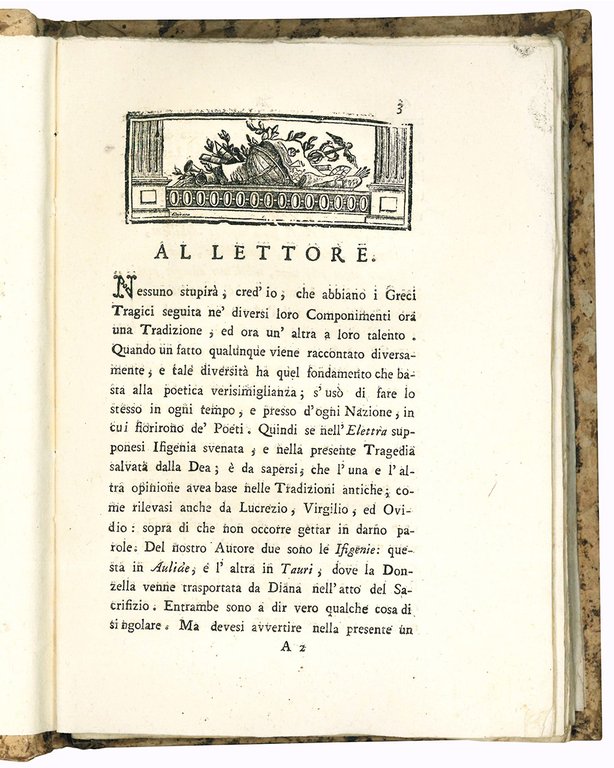 3
AL LETTORE.
Nessuno stupirà, cred' io, che abbiano i Greci
Tragici seguita ne' diversi loro Componimenti ora
una Tradizione, ed ora un' altra a loro talento.
Quando un fatto qualunque viene raccontato diversa-
mente, e tale diversità ha quel fondamento che ba-
sta alla poetica verisimiglianza; s' usò di fare lo
stesso in ogni tempo, e presso d'ogni Nazione, in
cui fiorirono de' Poeti. Quindi se nell' Elettra sup-
ponesi Ifigenia svenata, e nella presente Tragedia
salvata dalla Dea; è da sapersi, che l' una e l' al-
tra opinione avea base nelle Tradizioni antiche; co-
me rilevasi anche da Lucrezio, Virgilio, ed Ovi-
dio: sopra di che non occorre gettar in darno pa-
role. Del nostro Autore due sono le Ifigenie: que-
sta in Aulide, e l' altra in Tauri, dove la Don-
zella venne trasportata da Diana nell' atto del Sa-
crifizio. Entrambe sono a dir vero qualche cosa di
singolare. Ma devesi avvertire nella presente un
A 2